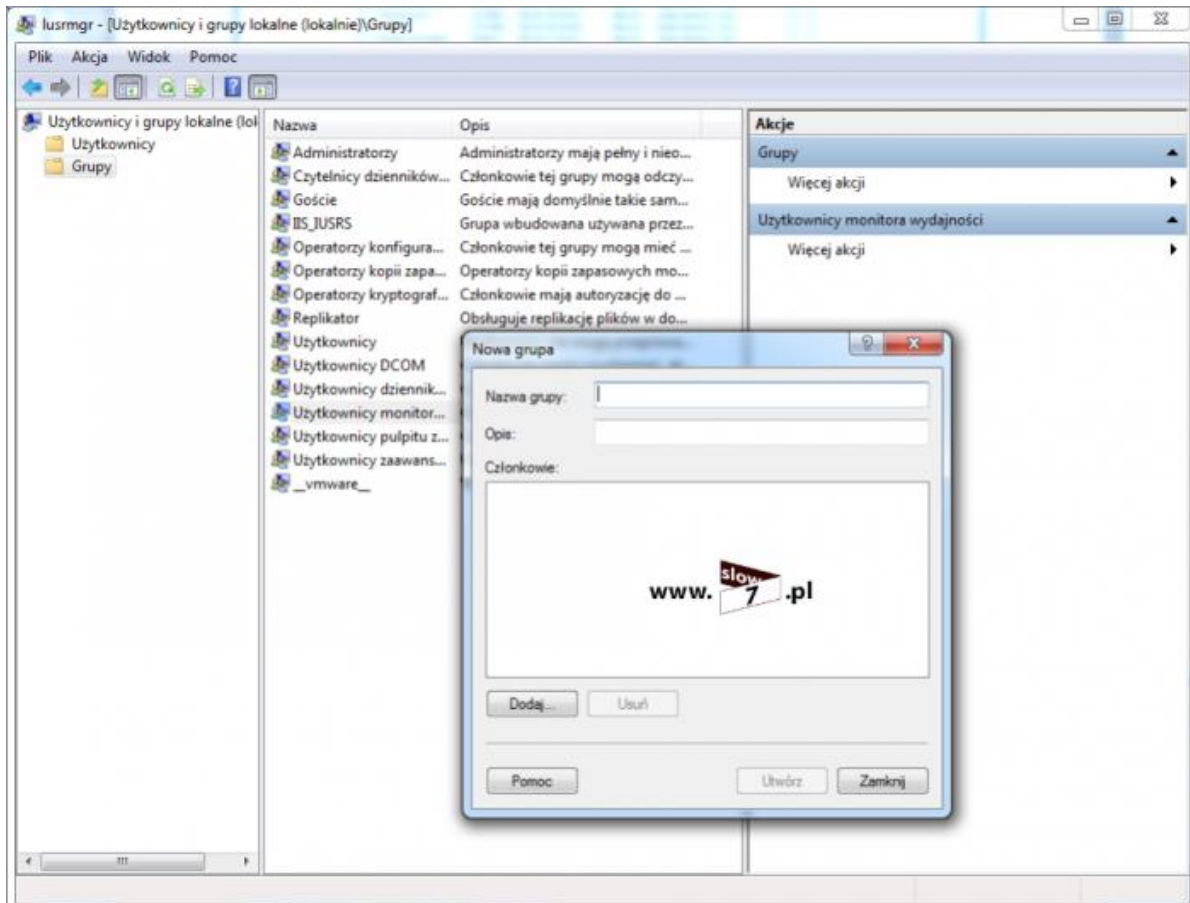 lusrmgr - [Użytkownicy i grupy lokalne (lokalnie)\Grupy]
Plik Akcja Widok Pomoc
Użytkownicy i grupy lokalne (lok
Użytkownicy
Grupy
Nazwa Opis
Administratorzy Administratorzy mają pełny i nieo...
Czytelnicy dzienników... Członkowie tej grupy mogą odczy...
Goście Goście mają domyślnie takie sam...
IIS_IUSRS Grupa wbudowana używana przez...
Operatorzy konfigura... Członkowie tej grupy mogą mieć ...
Operatorzy kopii zapa... Operatorzy kopii zapasowych mo...
Operatorzy kryptograf... Członkowie mają autoryzację do ...
Replikator Obsługuje replikację plików w do...
Użytkownicy
Użytkownicy DCOM
Użytkownicy dziennik...
Użytkownicy monitor...
Użytkownicy pulpitu z...
Użytkownicy zaawans...
__vmware__
Akcje
Grupy
Więcej akcji
Użytkownicy monitora wydajności
Więcej akcji
Nowa grupa
Nazwa grupy:
Opis:
Członkowie:
www.slow7.pl
Dodaj... Usuń
Pomoc Utwórz Zamknij